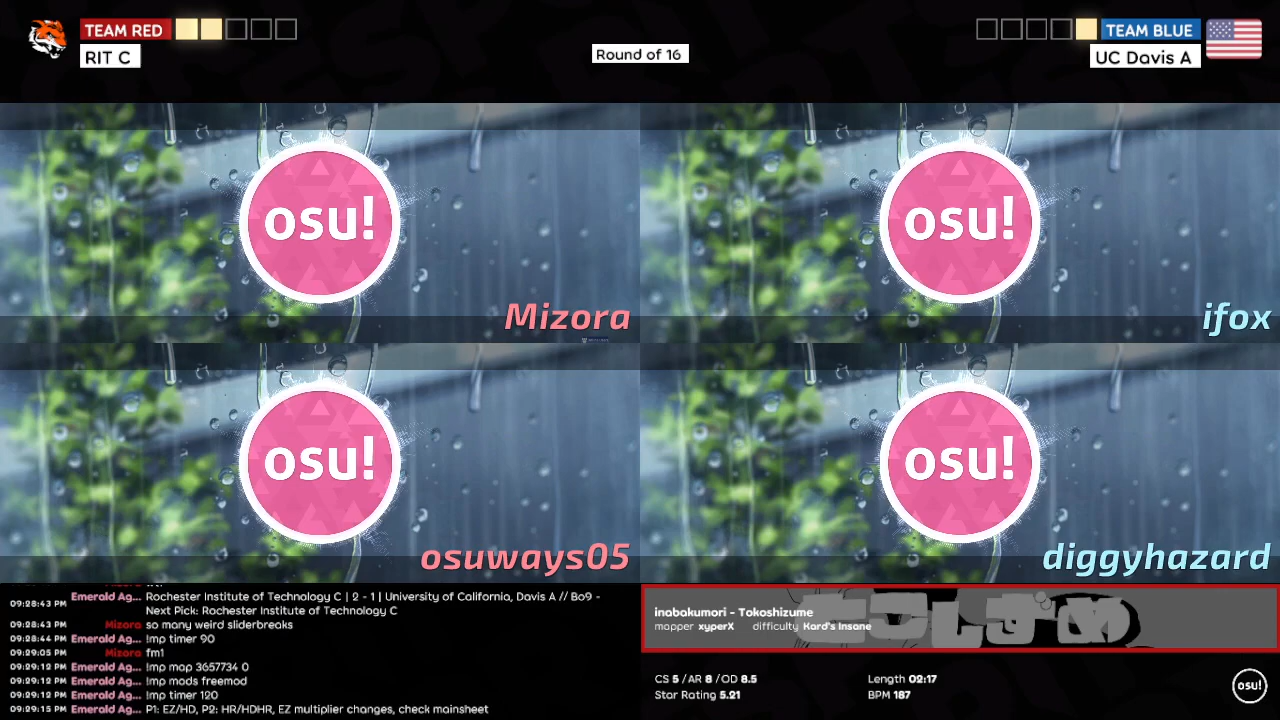 TEAM RED
RIT C
Round of 16
TEAM BLUE
UC Davis A
osu!
Mizora
osu!
ifox
osu!
osuways05
osu!
diggyhazard
09:28:43 PM Emerald Ag... Rochester Institute of Technology C | 2 - 1 | University of California, Davis A // Bo9 -
Next Pick: Rochester Institute of Technology C
09:28:43 PM Mizora so many weird sliderbreaks
09:28:44 PM Emerald Ag... !mp timer 90
09:29:05 PM Mizora fm1
09:29:12 PM Emerald Ag... !mp map 3657734 0
09:29:12 PM Emerald Ag... !mp mods freemod
09:29:12 PM Emerald Ag... !mp timer 120
09:29:15 PM Emerald Ag... P1: EZ/HD, P2: HR/HDHR, EZ multiplier changes, check mainsheet
とこしずめ
inabakumori - Tokoshizume
mapper xyperX difficulty Kard's Insane
CS 5 / AR 8 / OD 8.5
Star Rating 5.21
Length 02:17
BPM 187
osu!